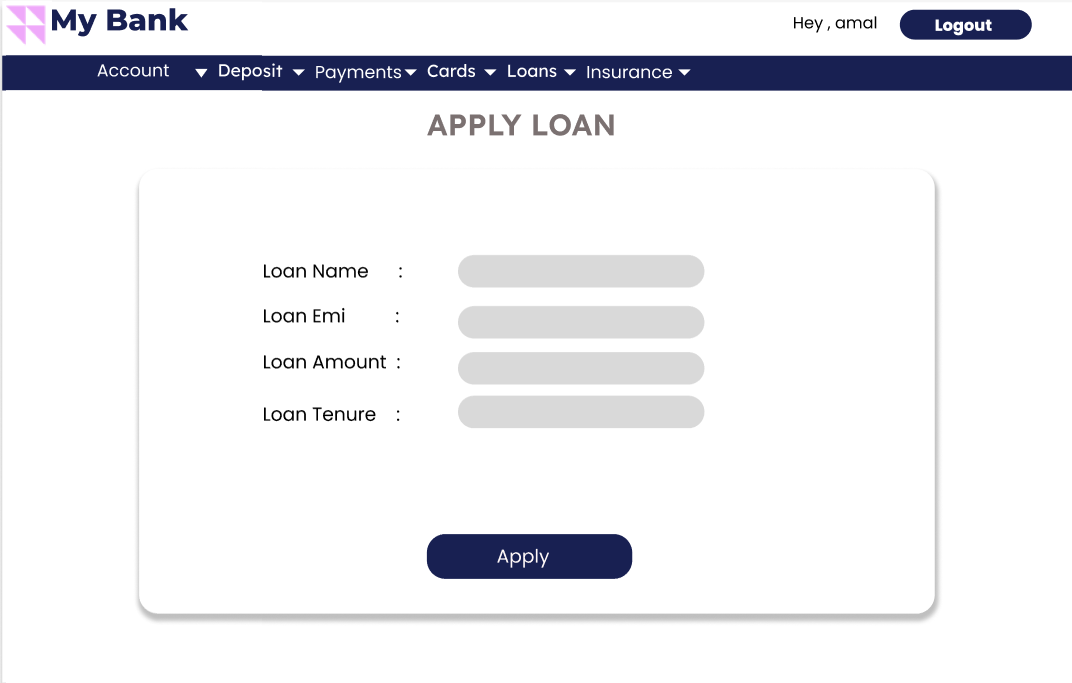 My Bank
Hey , amal
Logout
Account Deposit Payments Cards Loans Insurance
APPLY LOAN
Loan Name :
Loan Emi :
Loan Amount :
Loan Tenure :
Apply